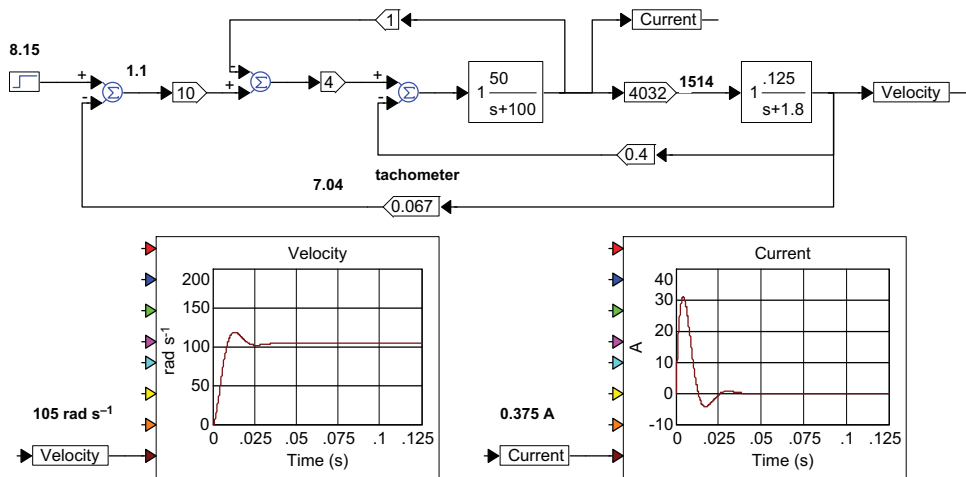 1
Current
8.15
1.1
+
-
Σ
10
-
+
Σ
4
+
-
Σ
1 50
s+100
4032
1514
1 .125
s+1.8
Velocity
0.4
tachometer
7.04
0.067
Velocity
rad s-1
200
150
100
50
0
0 .025 .05 .075 .1 .125
Time (s)
105 rad s–1
Velocity
Current
A
40
30
20
10
0
-10
0 .025 .05 .075 .1 .125
Time (s)
0.375 A
Current